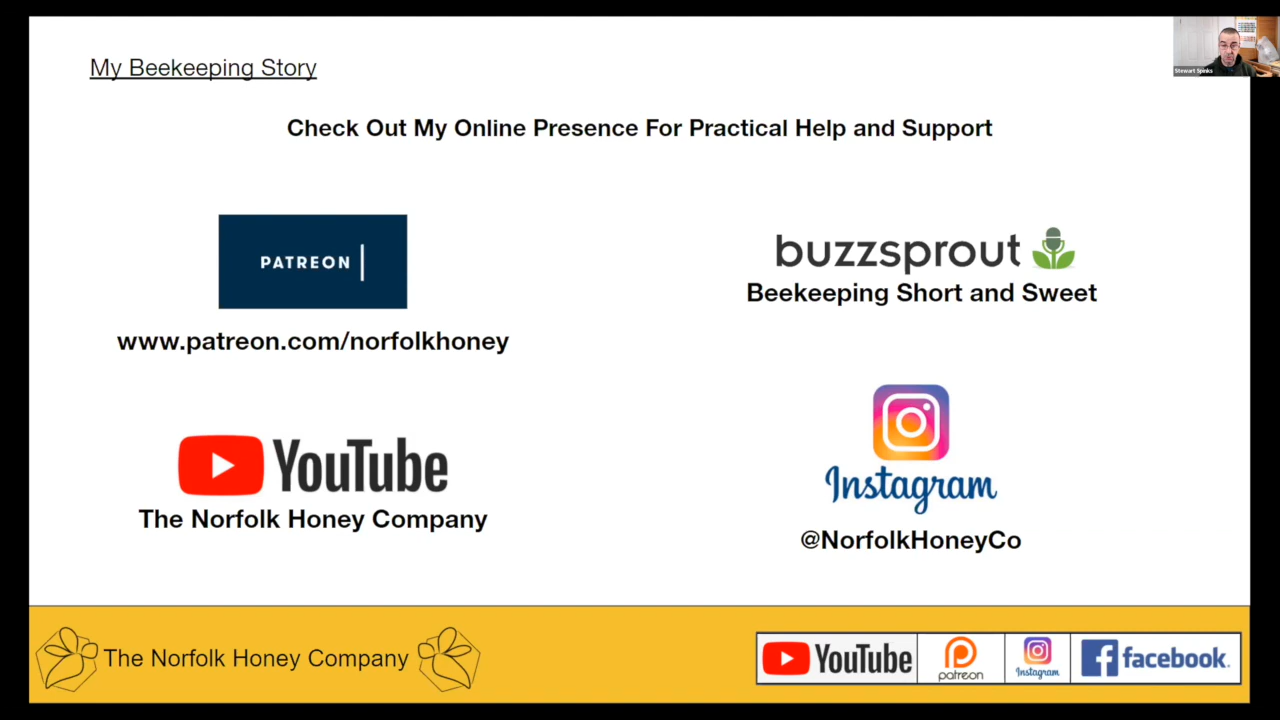 My Beekeeping Story
Stewart Spinks
Check Out My Online Presence For Practical Help and Support
PATREON
www.patreon.com/norfolkhoney
buzzsprout
Beekeeping Short and Sweet
YouTube
The Norfolk Honey Company
Instagram
@NorfolkHoneyCo
The Norfolk Honey Company
YouTube
patreon
Instagram
facebook.